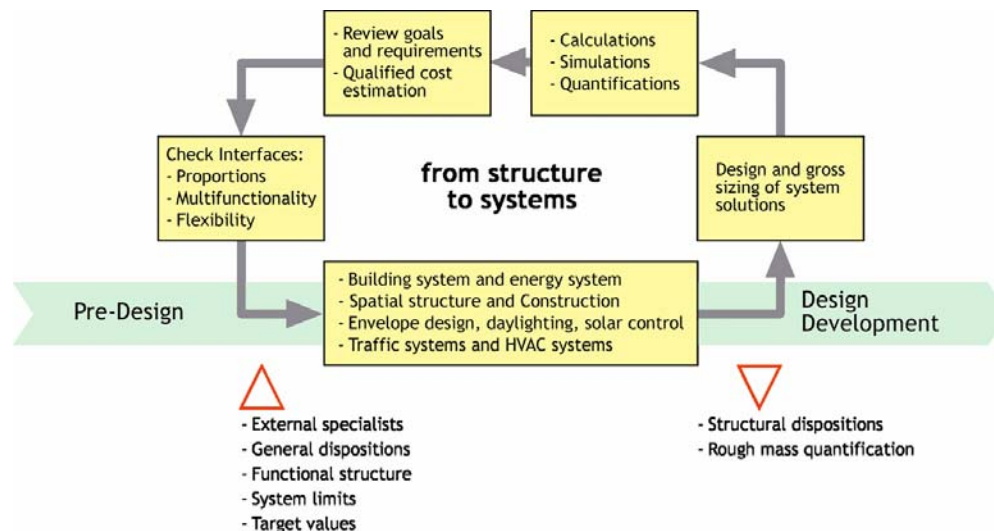 - Review goals
and requirements
- Qualified cost
estimation
- Calculations
- Simulations
- Quantifications
Check Interfaces:
- Proportions
- Multifunctionality
- Flexibility
from structure
to systems
Design and gross
sizing of system
solutions
Pre-Design
- Building system and energy system
- Spatial structure and Construction
- Envelope design, daylighting, solar control
- Traffic systems and HVAC systems
Design
Development
- External specialists
- General dispositions
- Functional structure
- System limits
- Target values
- Structural dispositions
- Rough mass quantification